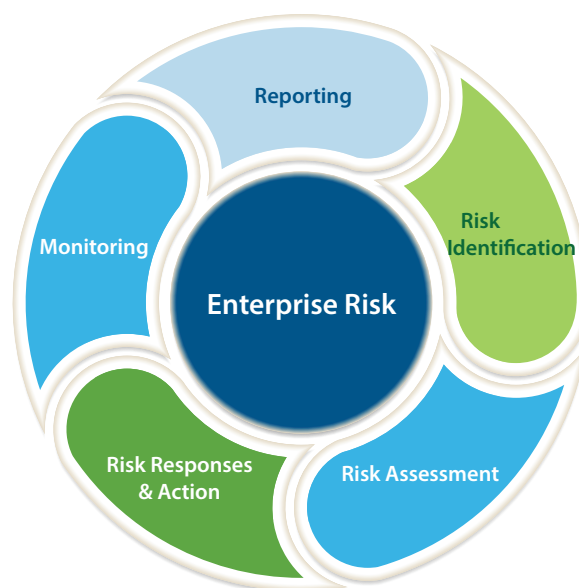 Reporting
Risk
Identification
Monitoring
Enterprise Risk
Risk Responses
& Action
Risk Assessment